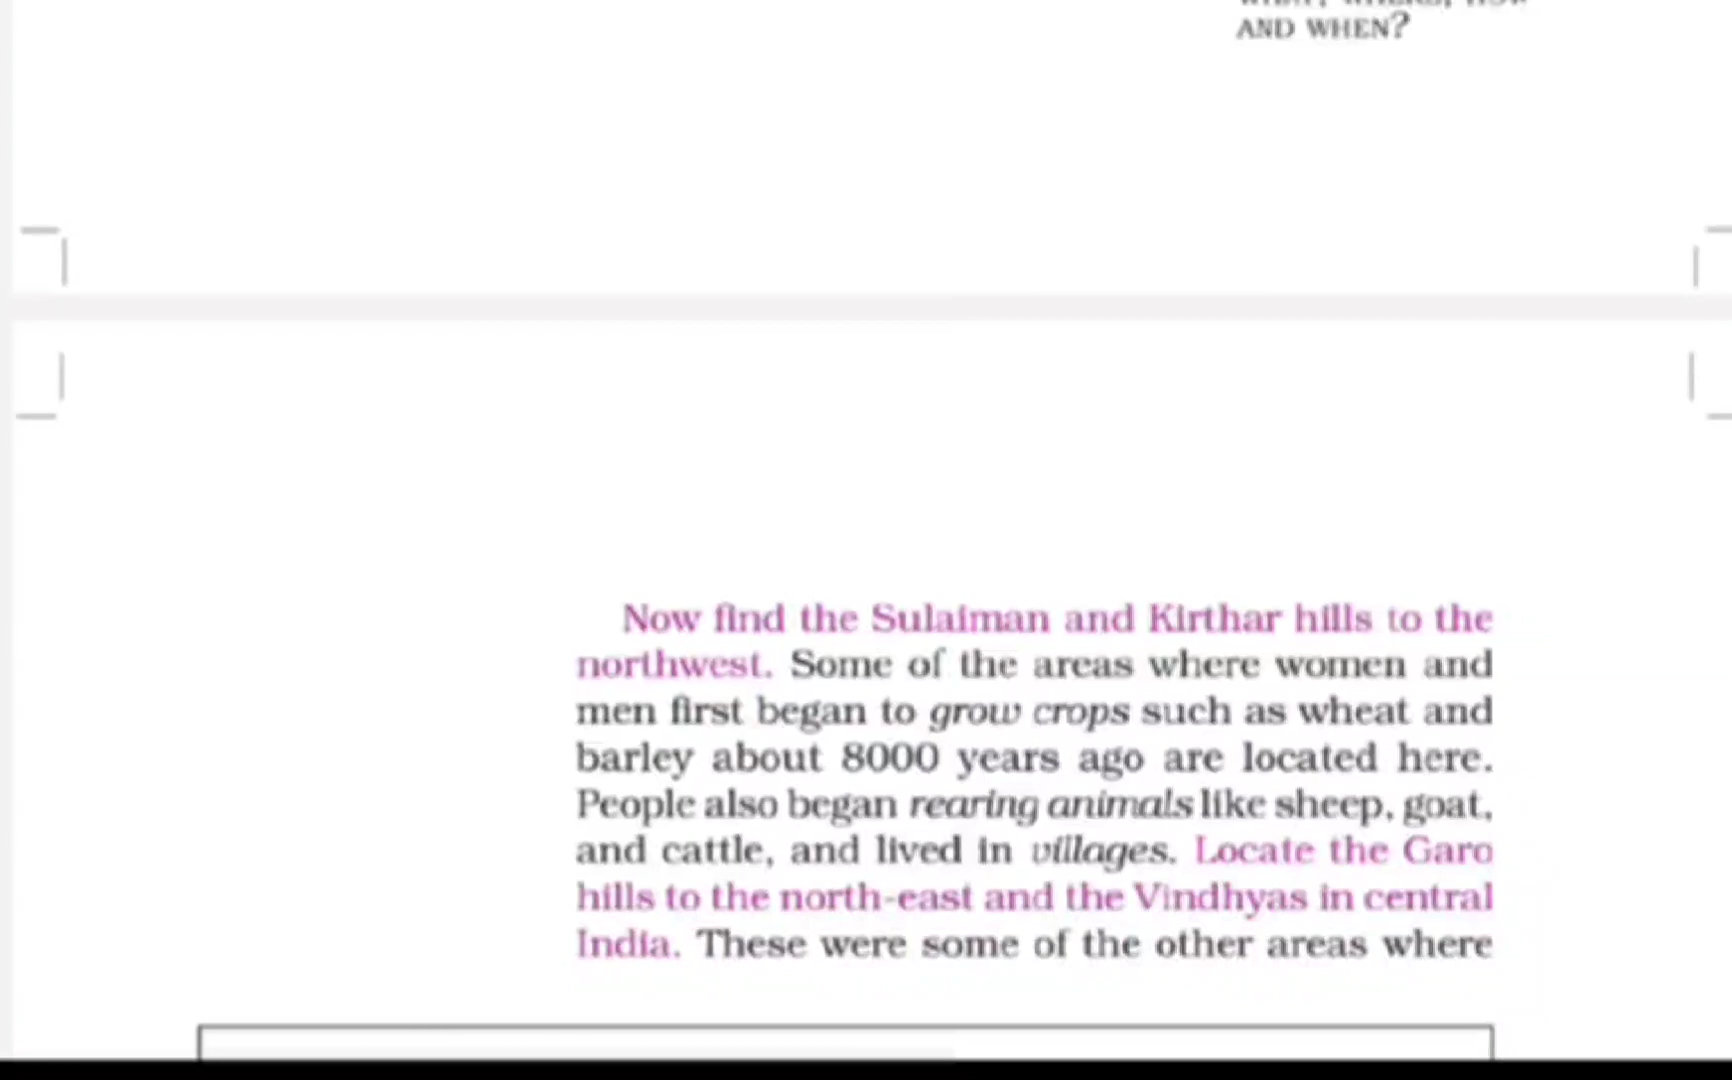 AND WHEN?
Now find the Sulaiman and Kirthar hills to the
northwest. Some of the areas where women and
men first began to grow crops such as wheat and
barley about 8000 years ago are located here.
People also began rearing animals like sheep, goat,
and cattle, and lived in villages. Locate the Garo
hills to the north-east and the Vindhyas in central
India. These were some of the other areas where